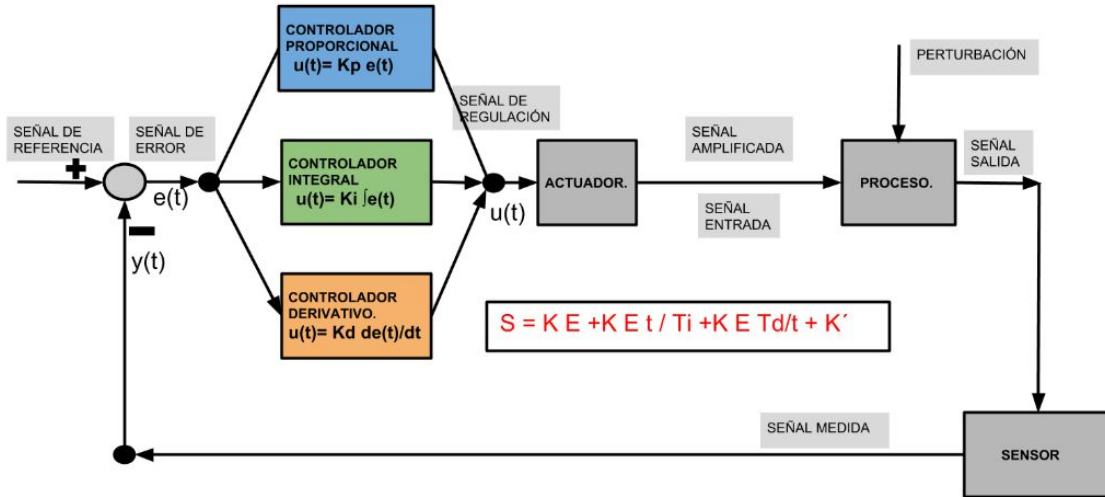 CONTROLADOR
PROPORCIONAL
u(t)= Kp e(t)
PERTURBACIÓN
SEÑAL DE
REFERENCIA
SEÑAL DE
ERROR
SEÑAL DE
REGULACIÓN
SEÑAL
AMPLIFICADA
SEÑAL
SALIDA
+
e(t)
CONTROLADOR
INTEGRAL
u(t)= Ki ∫e(t)
u(t)
ACTUADOR.
SEÑAL
ENTRADA
PROCESO.
−
y(t)
CONTROLADOR
DERIVATIVO.
u(t)= Kd de(t)/dt
S = K E +K E t / Ti +K E Td/t + K´
SEÑAL MEDIDA
SENSOR